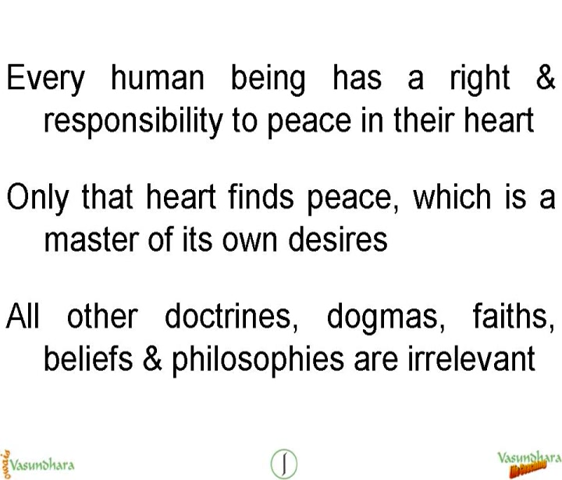 Every human being has a right &
responsibility to peace in their heart
Only that heart finds peace, which is a
master of its own desires
All other doctrines, dogmas, faiths,
beliefs & philosophies are irrelevant
Vasundhara
Vasundhara